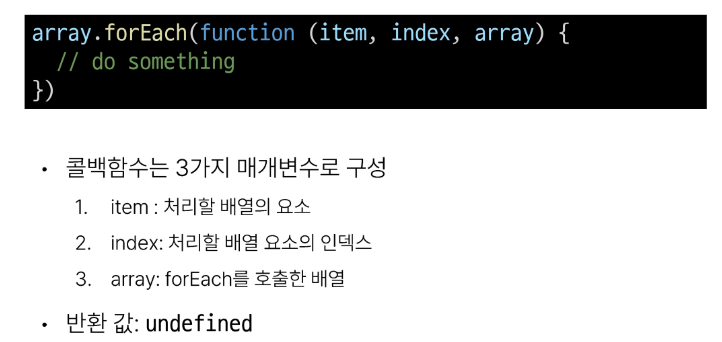 array.forEach(function (item, index, array) {
  // do something
})
• 콜백함수는 3가지 매개변수로 구성
1. item : 처리할 배열의 요소
2. index: 처리할 배열 요소의 인덱스
3. array: forEach를 호출한 배열
• 반환 값: undefined